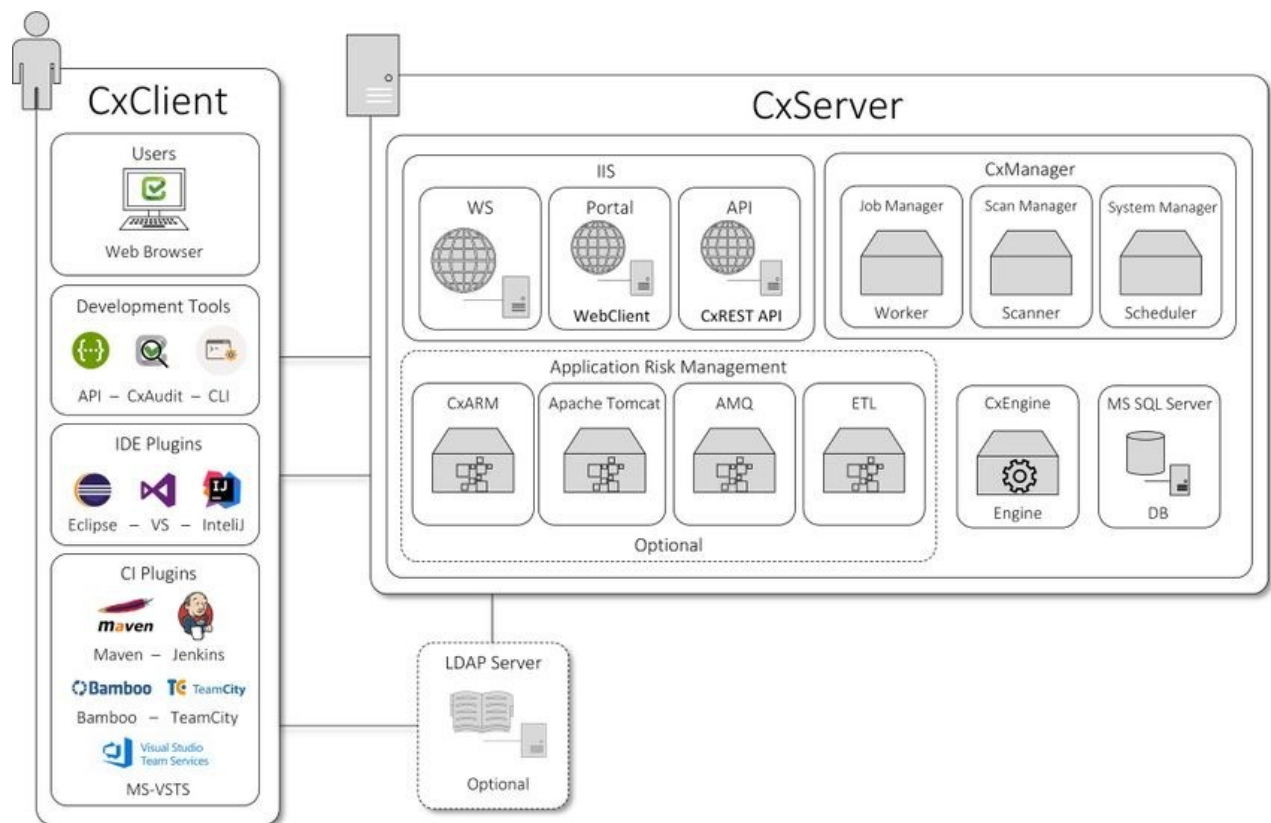 CxClient
Users
Web Browser
Development Tools
API – CxAudit – CLI
IDE Plugins
IJ
Eclipse – VS – InteliJ
CI Plugins
maven
Maven – Jenkins
Bamboo TC TeamCity
Bamboo – TeamCity
Visual Studio
Team Services
MS-VSTS
CxServer
IIS
WS
Portal
WebClient
API
CxREST API
CxManager
Job Manager
Worker
Scan Manager
Scanner
System Manager
Scheduler
Application Risk Management
CxARM
Apache Tomcat
AMQ
ETL
Optional
CxEngine
Engine
MS SQL Server
DB
LDAP Server
Optional